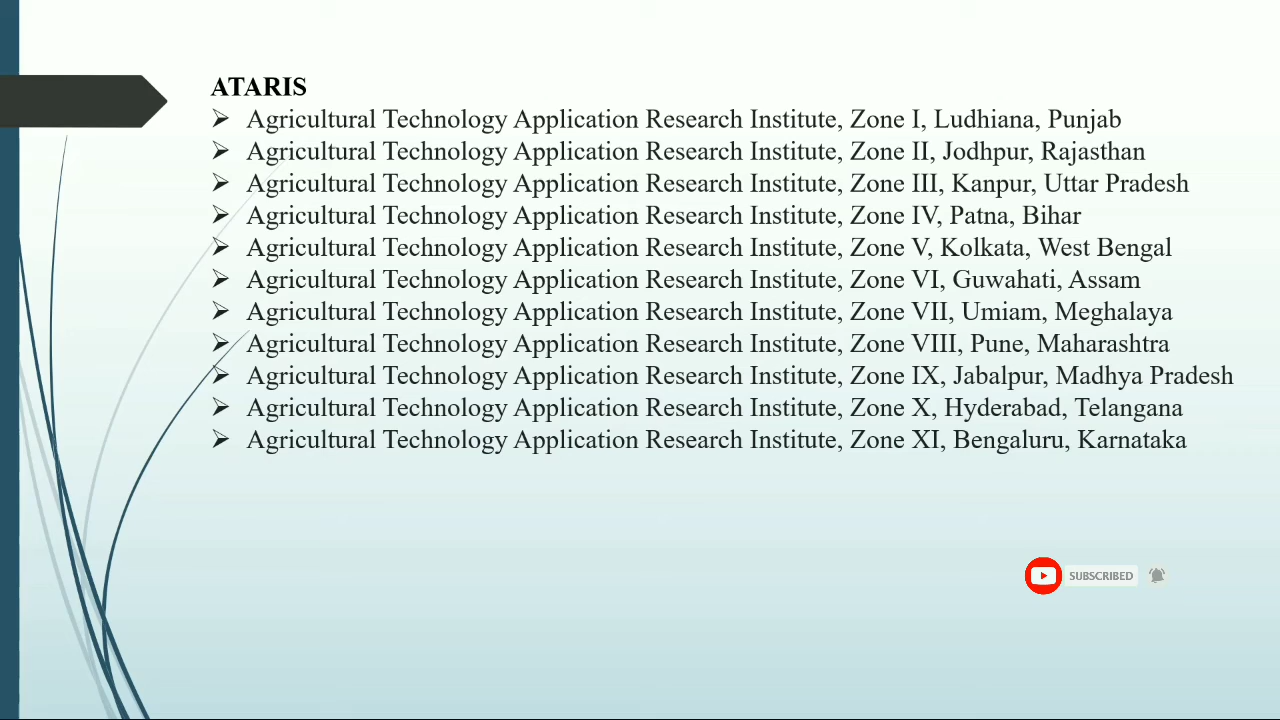 ATARIS
➢ Agricultural Technology Application Research Institute, Zone I, Ludhiana, Punjab
➢ Agricultural Technology Application Research Institute, Zone II, Jodhpur, Rajasthan
➢ Agricultural Technology Application Research Institute, Zone III, Kanpur, Uttar Pradesh
➢ Agricultural Technology Application Research Institute, Zone IV, Patna, Bihar
➢ Agricultural Technology Application Research Institute, Zone V, Kolkata, West Bengal
➢ Agricultural Technology Application Research Institute, Zone VI, Guwahati, Assam
➢ Agricultural Technology Application Research Institute, Zone VII, Umiam, Meghalaya
➢ Agricultural Technology Application Research Institute, Zone VIII, Pune, Maharashtra
➢ Agricultural Technology Application Research Institute, Zone IX, Jabalpur, Madhya Pradesh
➢ Agricultural Technology Application Research Institute, Zone X, Hyderabad, Telangana
➢ Agricultural Technology Application Research Institute, Zone XI, Bengaluru, Karnataka
SUBSCRIBED